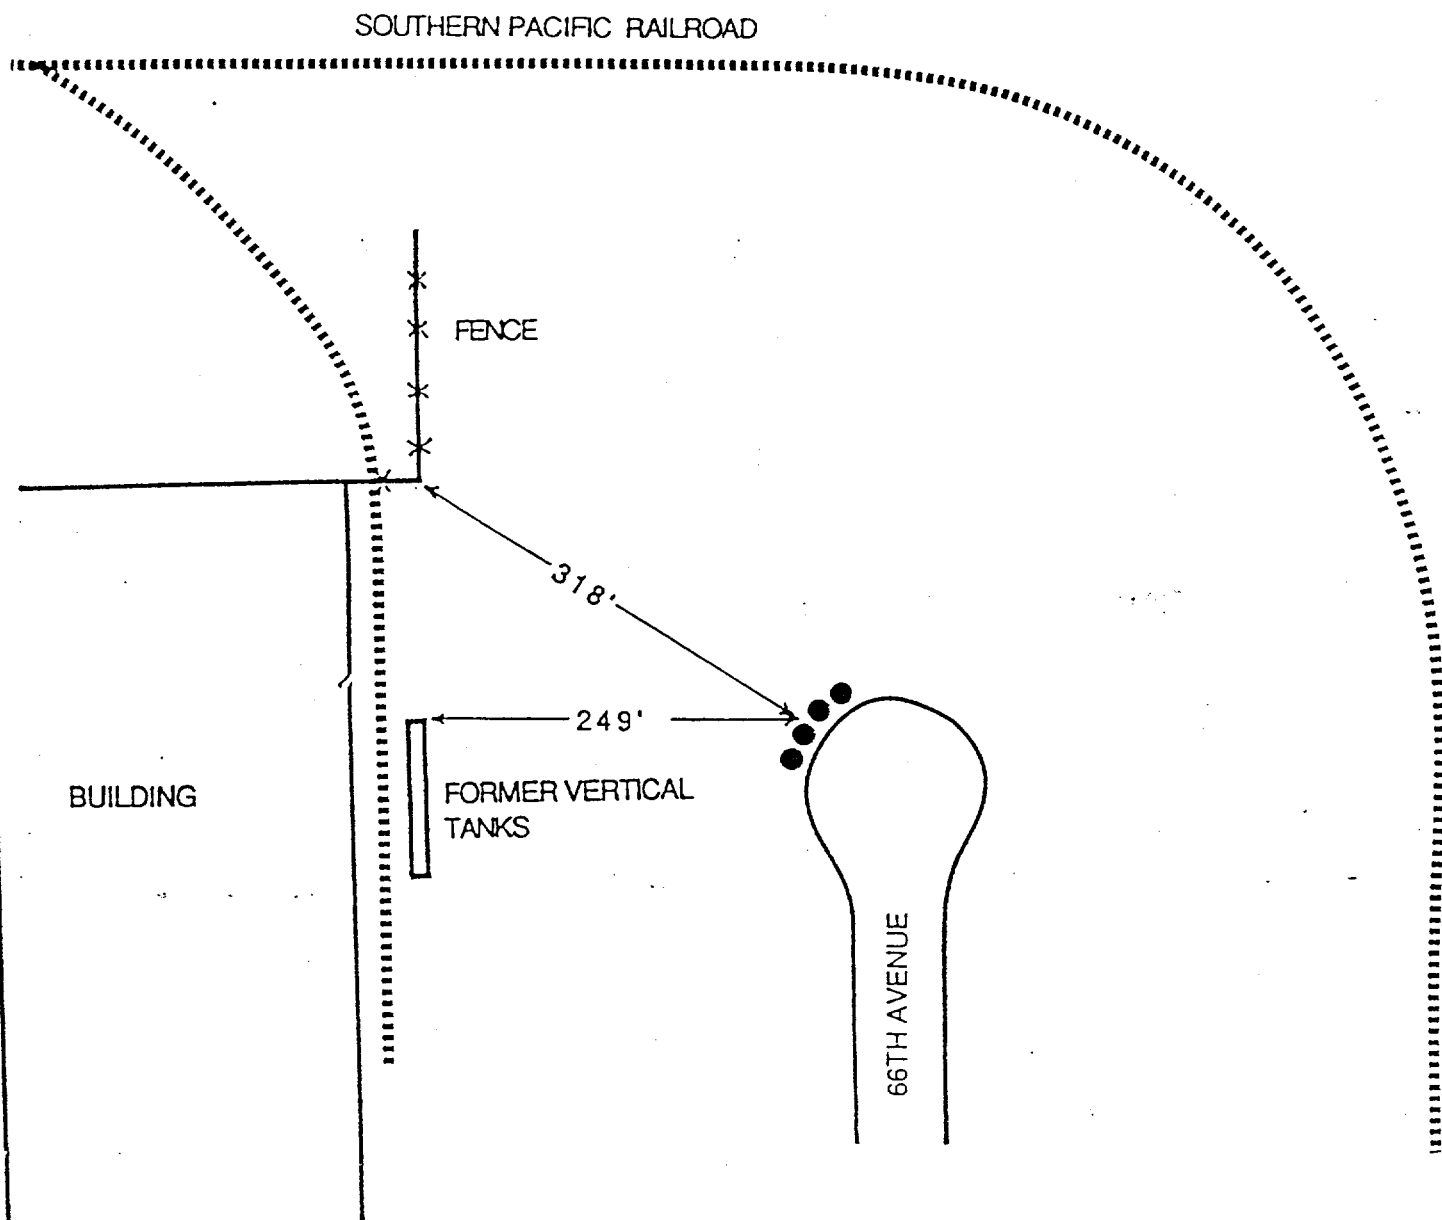 SOUTHERN PACIFIC RAILROAD
FENCE
318'
249'
BUILDING
FORMER VERTICAL
TANKS
66TH AVENUE